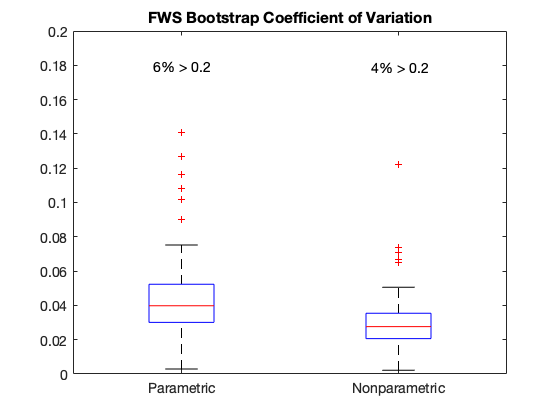 FWS Bootstrap Coefficient of Variation
0.2
0.18
0.16
0.14
0.12
0.1
0.08
0.06
0.04
0.02
0
6% > 0.2
4% > 0.2
Parametric
Nonparametric